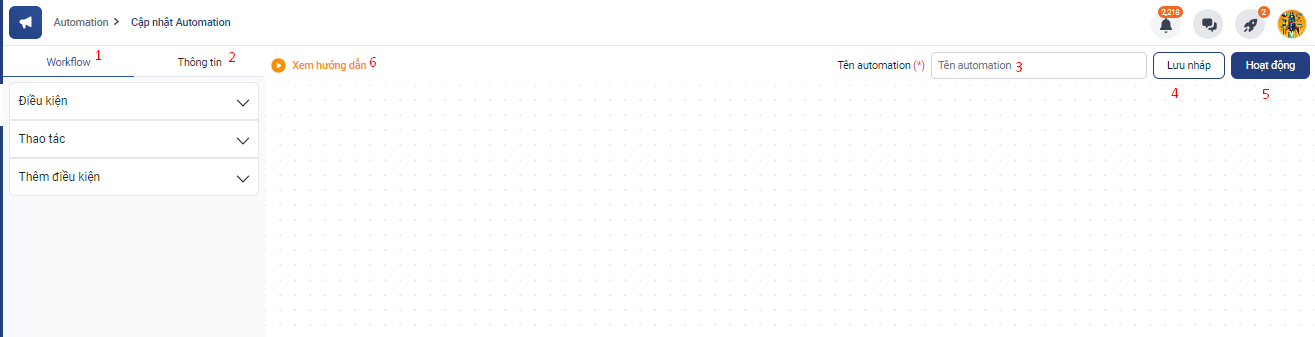 Automation > Cập nhật Automation
2,218
2
Workflow 1
Thông tin 2
Xem hướng dẫn 6
Tên automation (*)
Tên automation 3
Lưu nháp
Hoạt động
4
5
Điều kiện
Thao tác
Thêm điều kiện